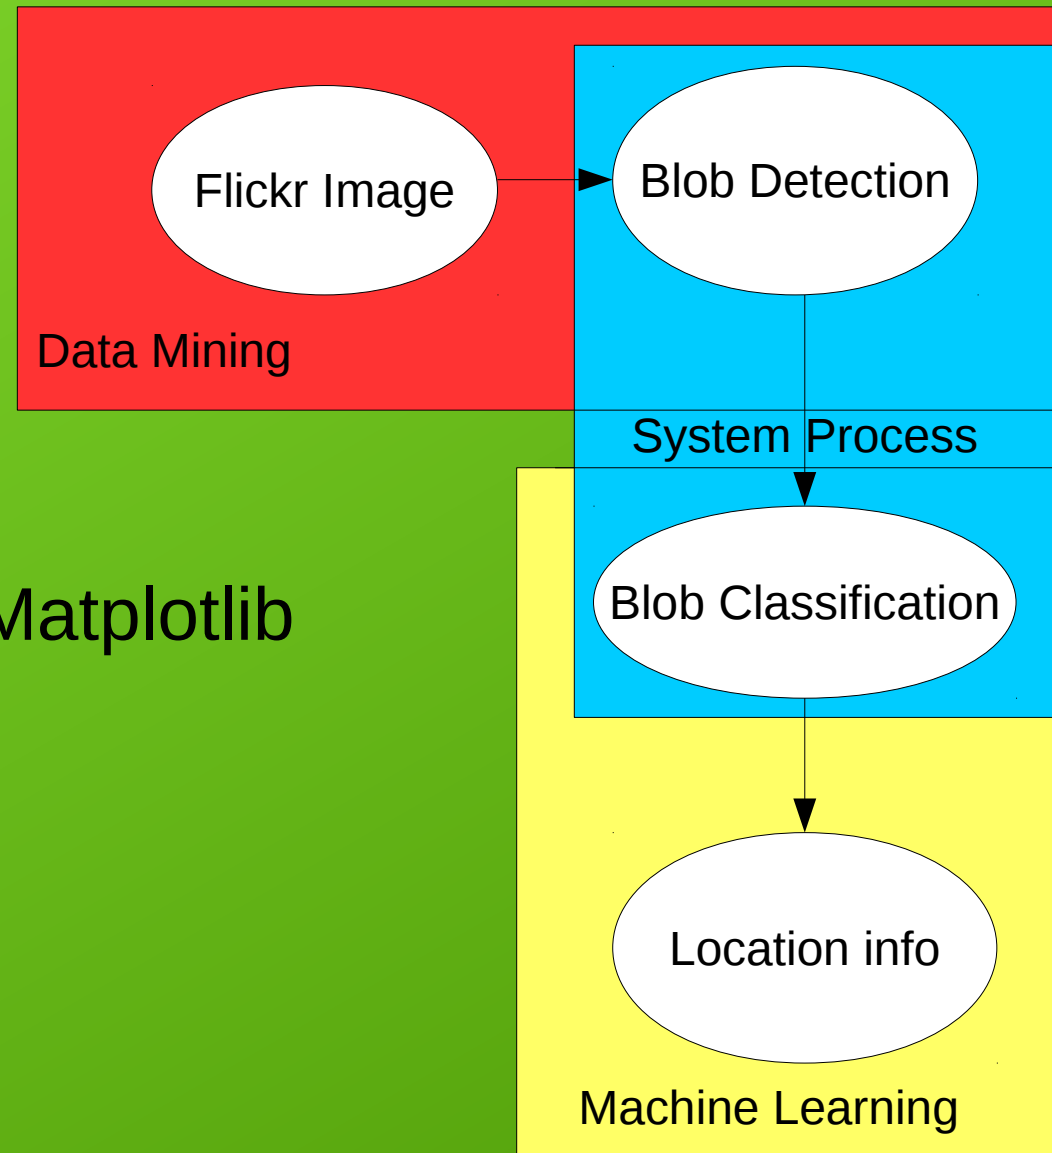 Flickr Image
Blob Detection
Data Mining
System Process
Matplotlib
Blob Classification
Location info
Machine Learning